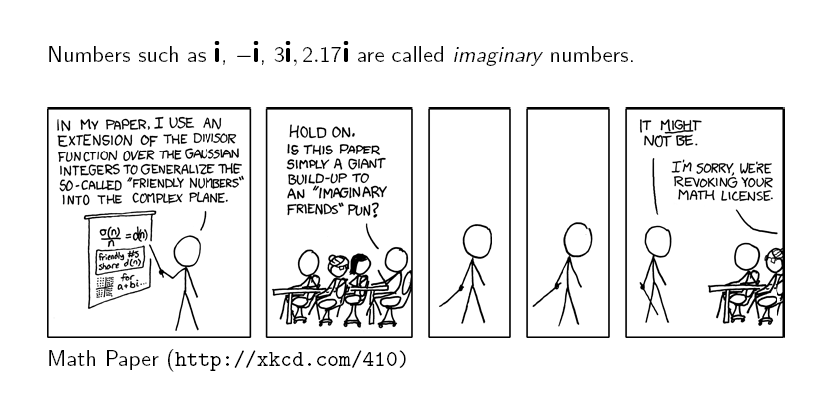 Numbers such as i, −i, 3i, 2.17i are called imaginary numbers.
IN MY PAPER, I USE AN
EXTENSION OF THE DIVISOR
FUNCTION OVER THE GAUSSIAN
INTEGERS TO GENERALIZE THE
SO-CALLED "FRIENDLY NUMBERS"
INTO THE COMPLEX PLANE.
σ(n)/n = d(n)
friendly #s
share d(n)
for
a+bi...
HOLD ON.
IS THIS PAPER
SIMPLY A GIANT
BUILD-UP TO
AN "IMAGINARY
FRIENDS" PUN?
IT MIGHT
NOT BE.
I'M SORRY, WE'RE
REVOKING YOUR
MATH LICENSE.
Math Paper (http://xkcd.com/410)